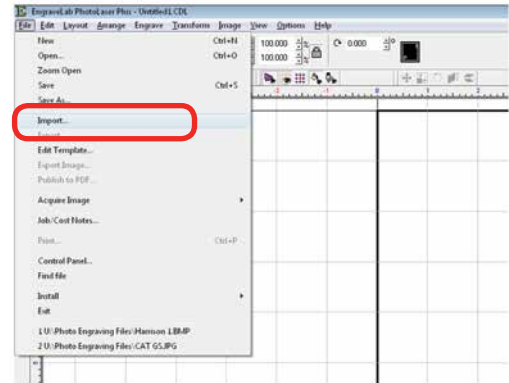 EngraveLab PhotoLaser Plus - Untitled1.CDL
File Edit Layout Arrange Engrave Transform Image View Options Help
New Ctrl+N
Open... Ctrl+O
Zoom Open
Save Ctrl+S
Save As...
Import...
Export...
Edit Template...
Export Image...
Publish to PDF...
Acquire Image
Job/Cost Notes...
Print... Ctrl+P
Control Panel...
Find file
Install
Exit
1 U:\Photo Engraving Files\Harrison 1.BMP
2 U:\Photo Engraving Files\CAT GS.JPG
100.000
100.000
0.000